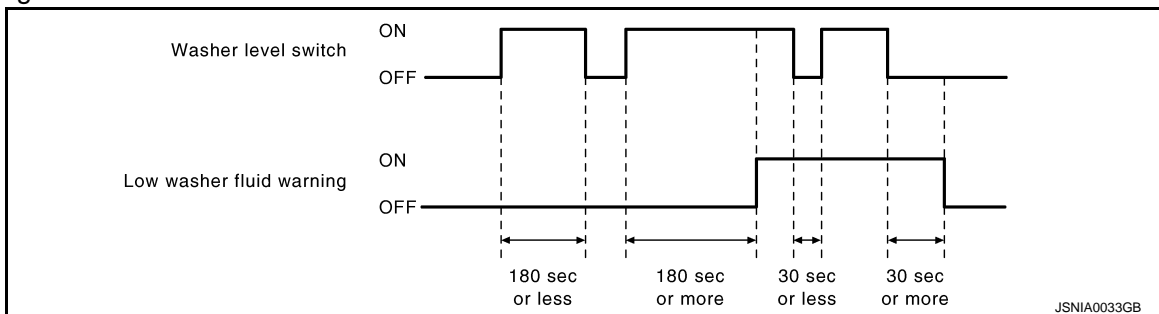 ON
Washer level switch
OFF
ON
Low washer fluid warning
OFF
180 sec
or less
180 sec
or more
30 sec
or less
30 sec
or more
JSNIA0033GB